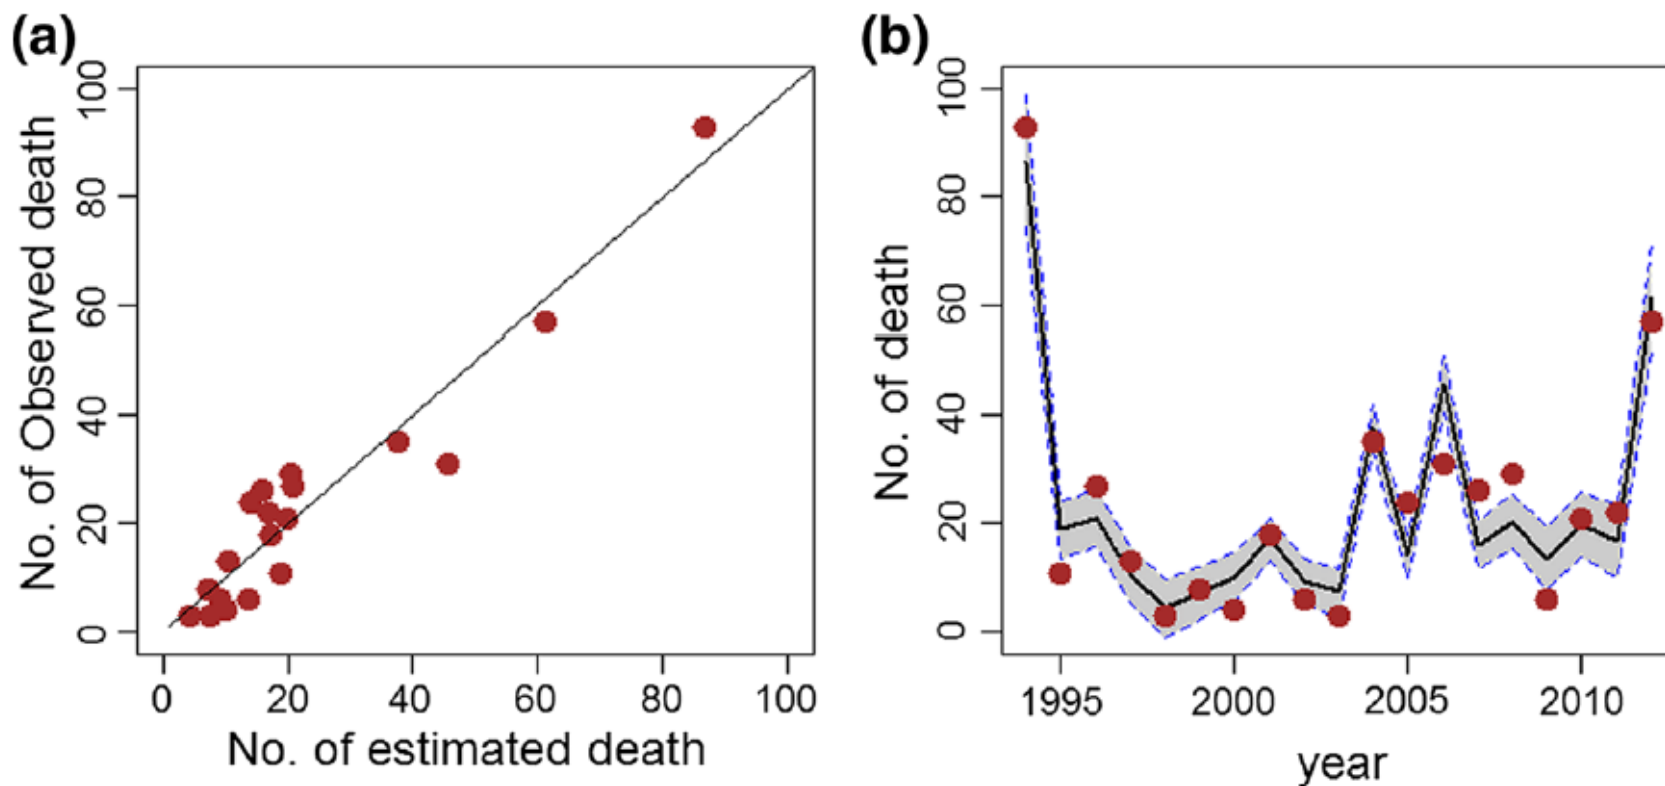 (a)
No. of Observed death
100
80
60
40
20
0
0 20 40 60 80 100
No. of estimated death
(b)
No. of death
100
80
60
40
20
0
1995 2000 2005 2010
year